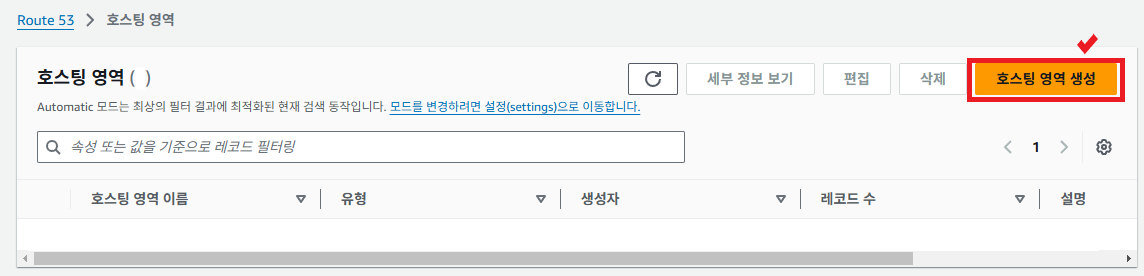 Route 53 > 호스팅 영역
호스팅 영역 ( )
세부 정보 보기
편집
삭제
호스팅 영역 생성
Automatic 모드는 최상의 필터 결과에 최적화된 현재 검색 동작입니다. 모드를 변경하려면 설정(settings)으로 이동합니다.
속성 또는 값을 기준으로 레코드 필터링
1
호스팅 영역 이름
유형
생성자
레코드 수
설명